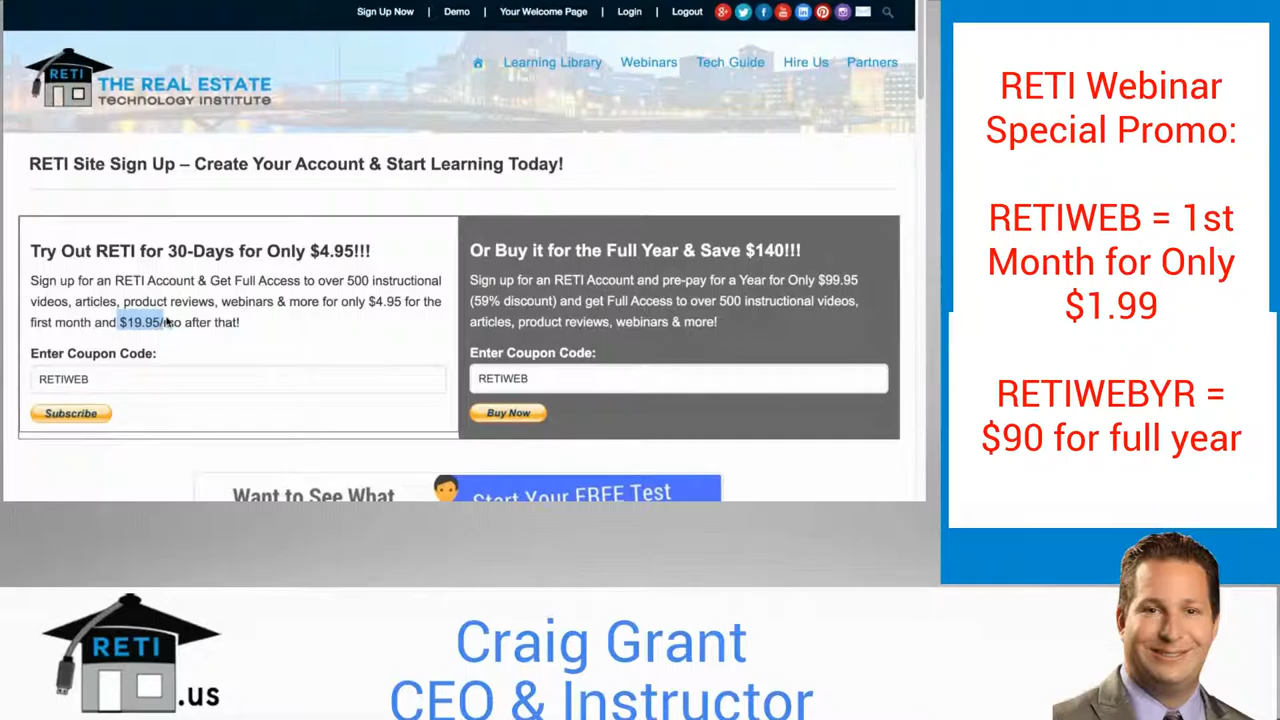 Sign Up Now | Demo | Your Welcome Page | Login | Logout
RETI
THE REAL ESTATE
TECHNOLOGY INSTITUTE
Learning Library Webinars Tech Guide Hire Us Partners
RETI Site Sign Up – Create Your Account & Start Learning Today!
Try Out RETI for 30-Days for Only $4.95!!!
Sign up for an RETI Account & Get Full Access to over 500 instructional
videos, articles, product reviews, webinars & more for only $4.95 for the
first month and $19.95/mo after that!
Enter Coupon Code:
RETIWEB
Subscribe
Or Buy it for the Full Year & Save $140!!!
Sign up for an RETI Account and pre-pay for a Year for Only $99.95
(59% discount) and get Full Access to over 500 instructional videos,
articles, product reviews, webinars & more!
Enter Coupon Code:
RETIWEB
Buy Now
Want to See What
Start Your FREE Test
RETI Webinar
Special Promo:
RETIWEB = 1st
Month for Only
$1.99
RETIWEBYR =
$90 for full year
RETI
.us
Craig Grant
CEO & Instructor